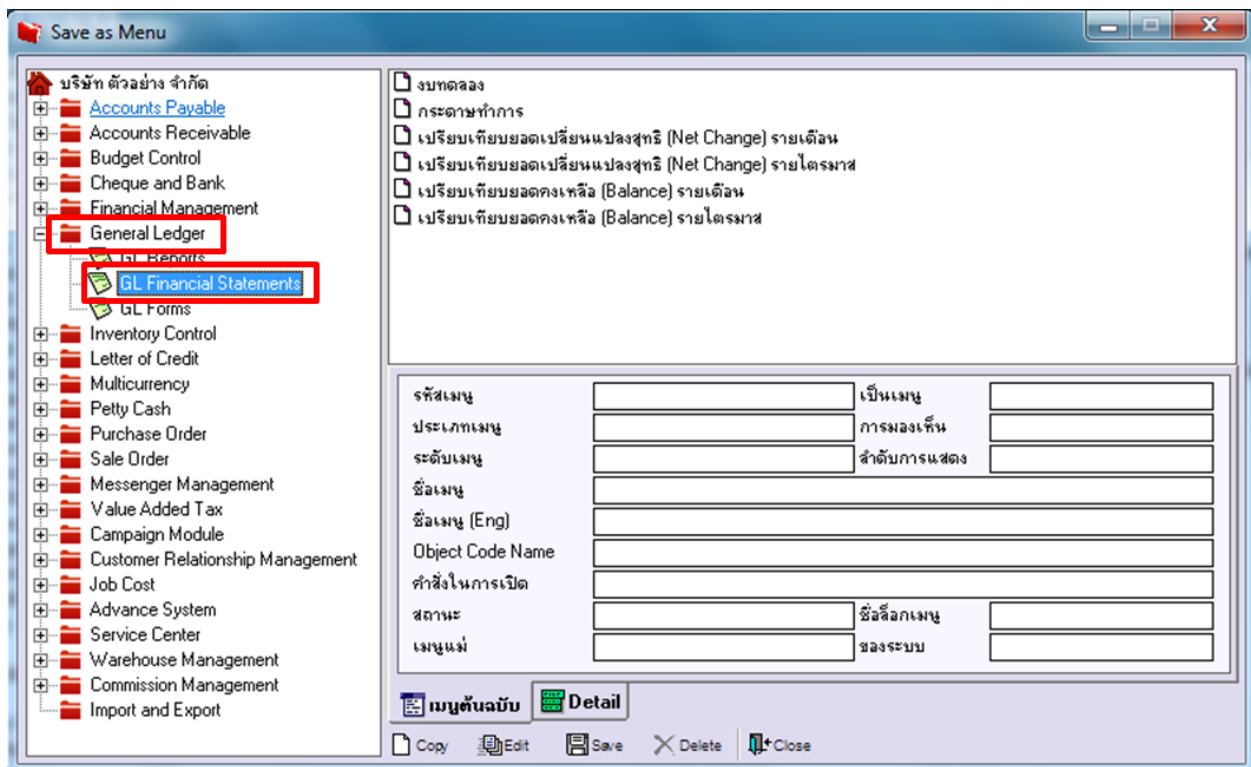 Save as Menu
บริษัท ตัวอย่าง จำกัด
Accounts Payable
Accounts Receivable
Budget Control
Cheque and Bank
Financial Management
General Ledger
GL Reports
GL Financial Statements
GL Forms
Inventory Control
Letter of Credit
Multicurrency
Petty Cash
Purchase Order
Sale Order
Messenger Management
Value Added Tax
Campaign Module
Customer Relationship Management
Job Cost
Advance System
Service Center
Warehouse Management
Commission Management
Import and Export
งบทดลอง
กระดาษทำการ
เปรียบเทียบยอดเปลี่ยนแปลงสุทธิ (Net Change) รายเดือน
เปรียบเทียบยอดเปลี่ยนแปลงสุทธิ (Net Change) รายไตรมาส
เปรียบเทียบยอดคงเหลือ (Balance) รายเดือน
เปรียบเทียบยอดคงเหลือ (Balance) รายไตรมาส
รหัสเมนู เป็นเมนู
ประเภทเมนู การมองเห็น
ระดับเมนู ลำดับการแสดง
ชื่อเมนู
ชื่อเมนู (Eng)
Object Code Name
คำสั่งในการเปิด
สถานะ ชื่อล็อกเมนู
เมนูแม่ ของระบบ
เมนูต้นฉบับ Detail
Copy Edit Save Delete Close